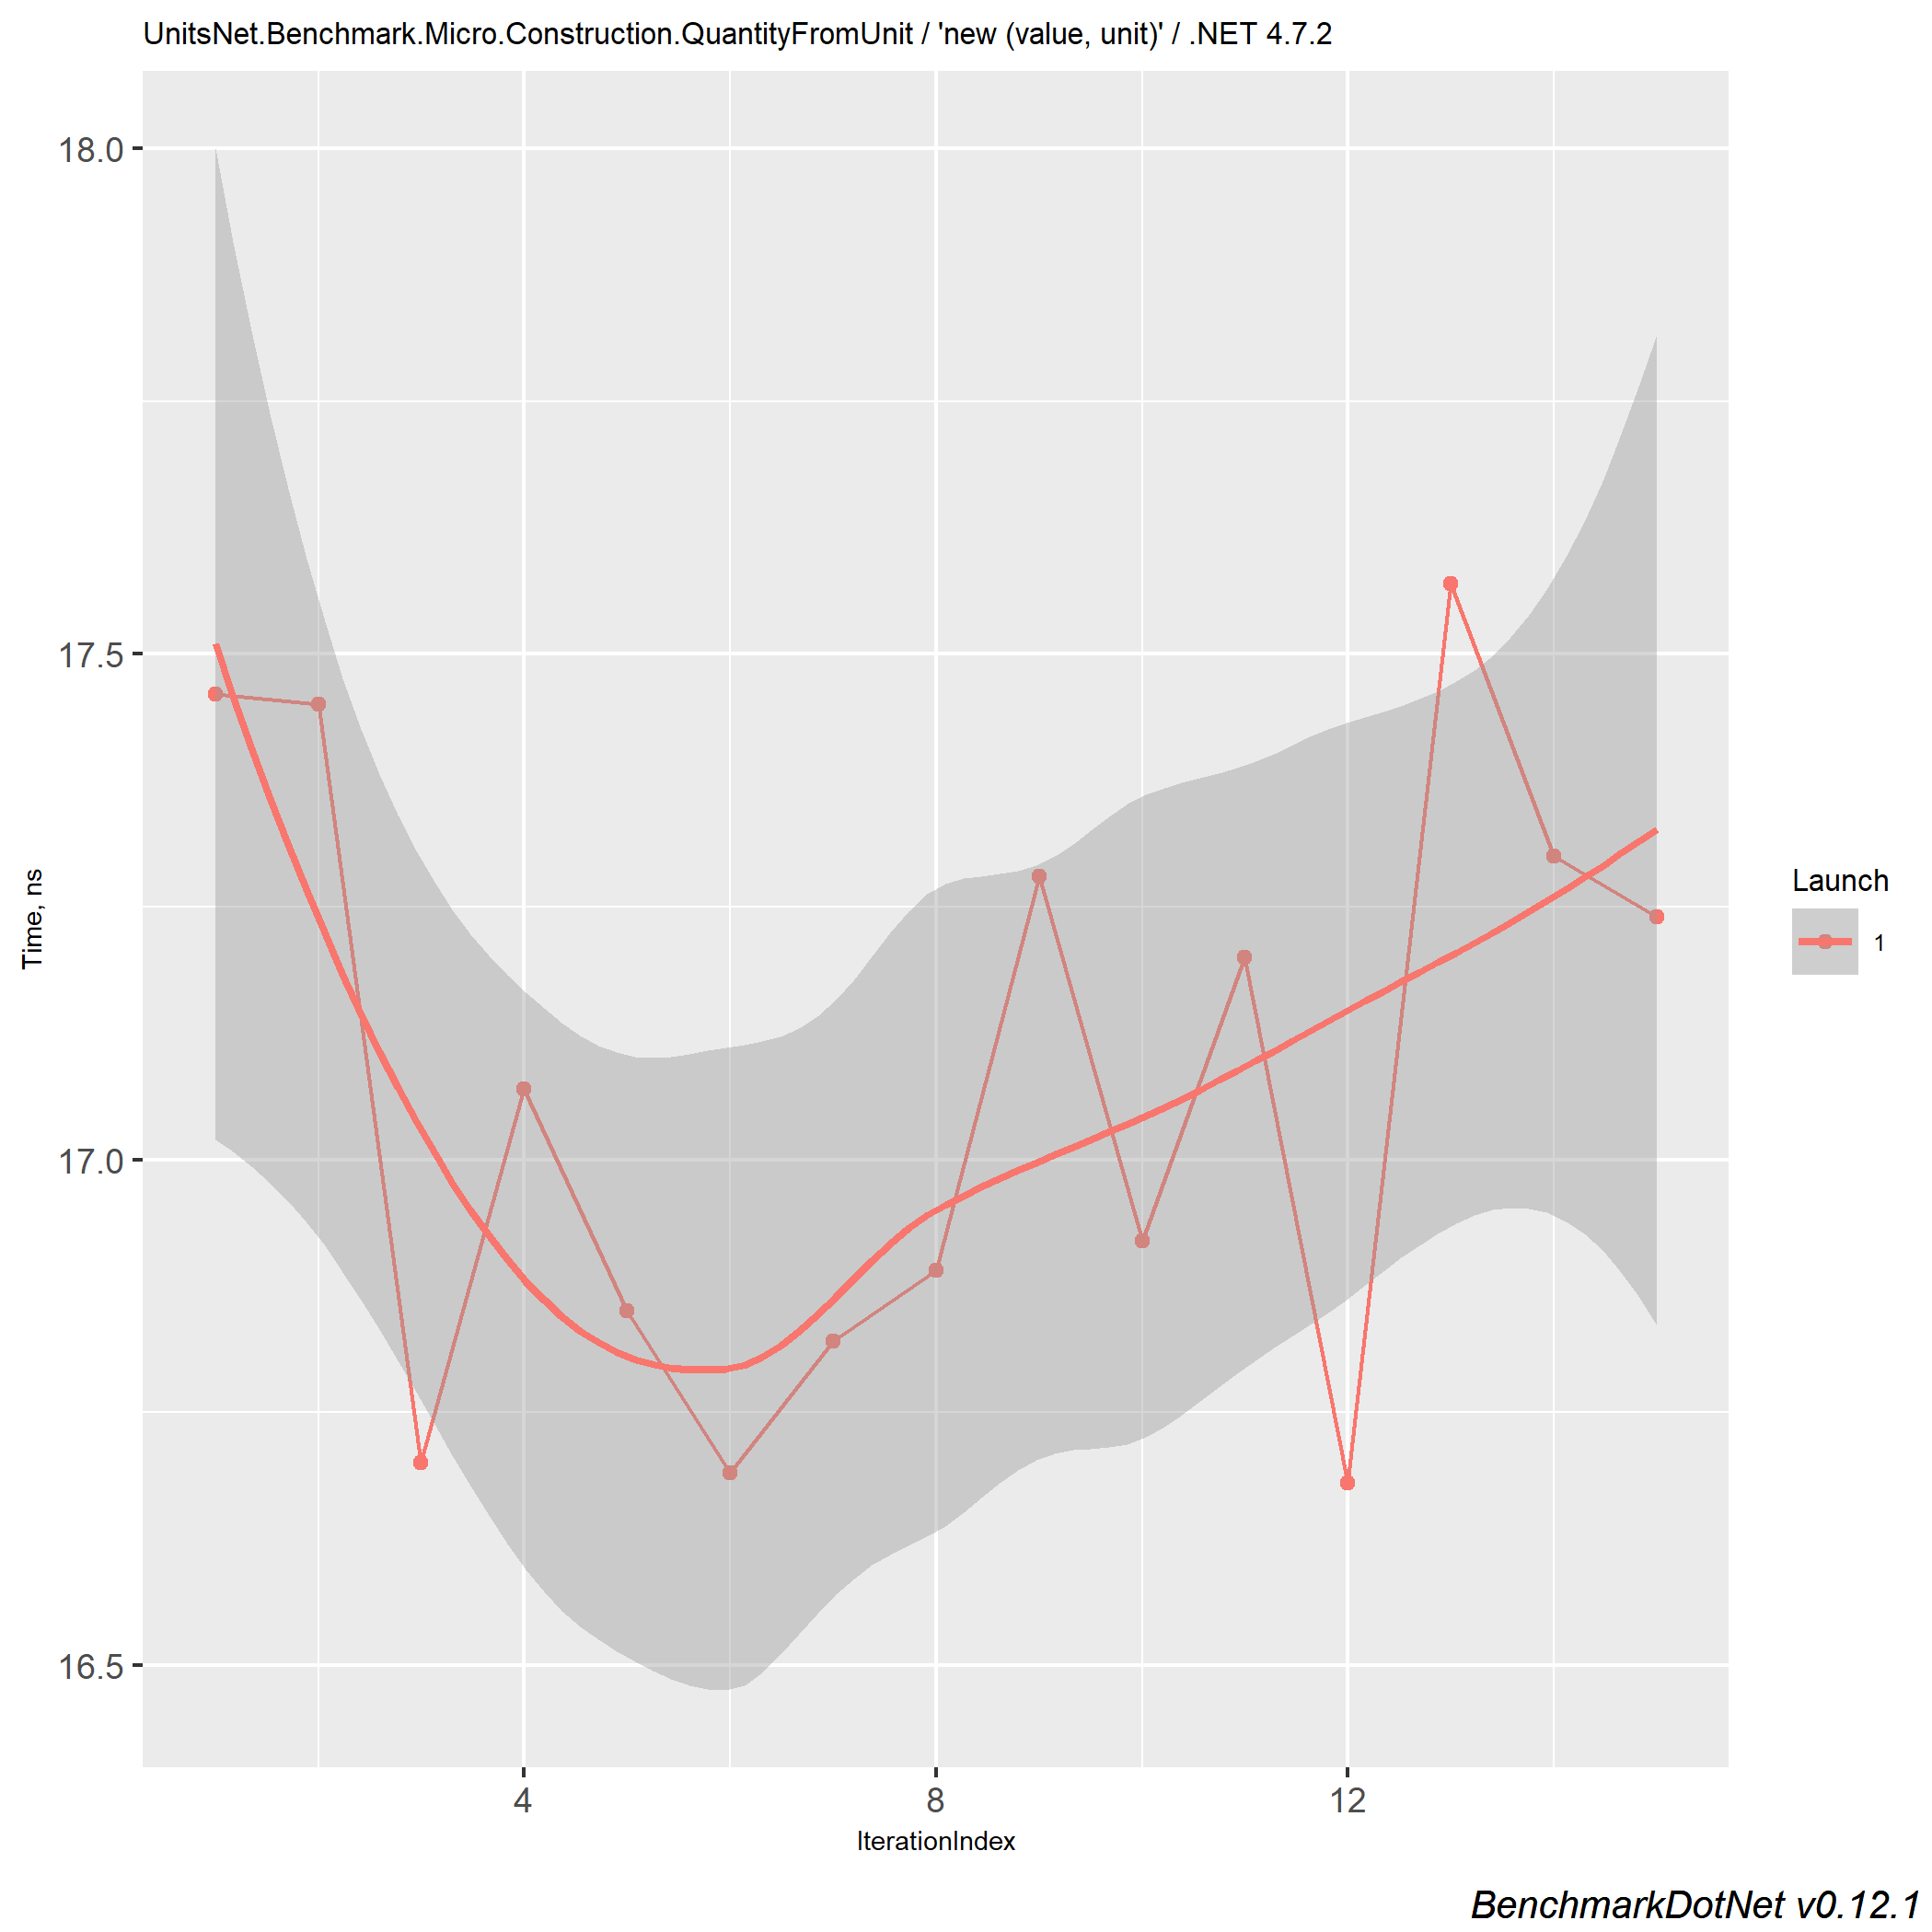 UnitsNet.Benchmark.Micro.Construction.QuantityFromUnit / 'new (value, unit)' / .NET 4.7.2
18.0
17.5
17.0
16.5
Time, ns
4 8 12
IterationIndex
Launch
1
BenchmarkDotNet v0.12.1